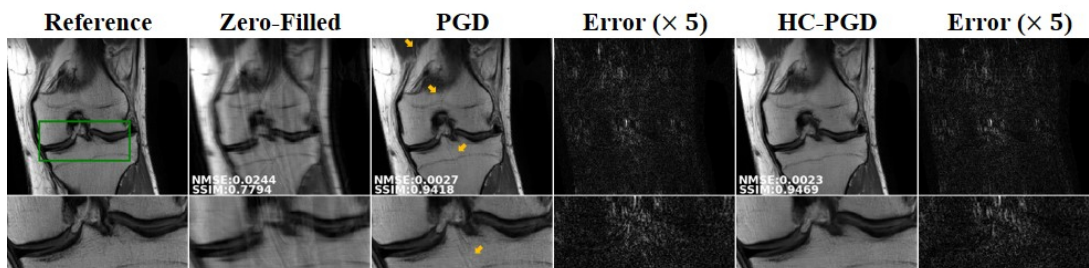 Reference Zero-Filled PGD Error (× 5) HC-PGD Error (× 5)
NMSE:0.0244 NMSE:0.0027 NMSE:0.0023
SSIM:0.7794 SSIM:0.9418 SSIM:0.9469